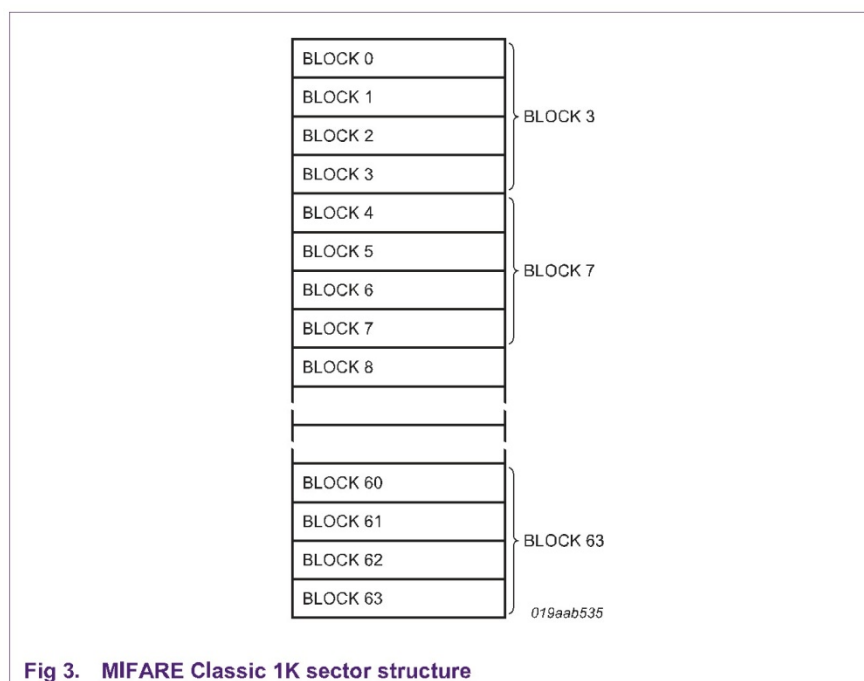 BLOCK 0
BLOCK 1
BLOCK 2
BLOCK 3
BLOCK 3
BLOCK 4
BLOCK 5
BLOCK 6
BLOCK 7
BLOCK 7
BLOCK 8
BLOCK 60
BLOCK 61
BLOCK 62
BLOCK 63
BLOCK 63
019aab535
Fig 3. MIFARE Classic 1K sector structure